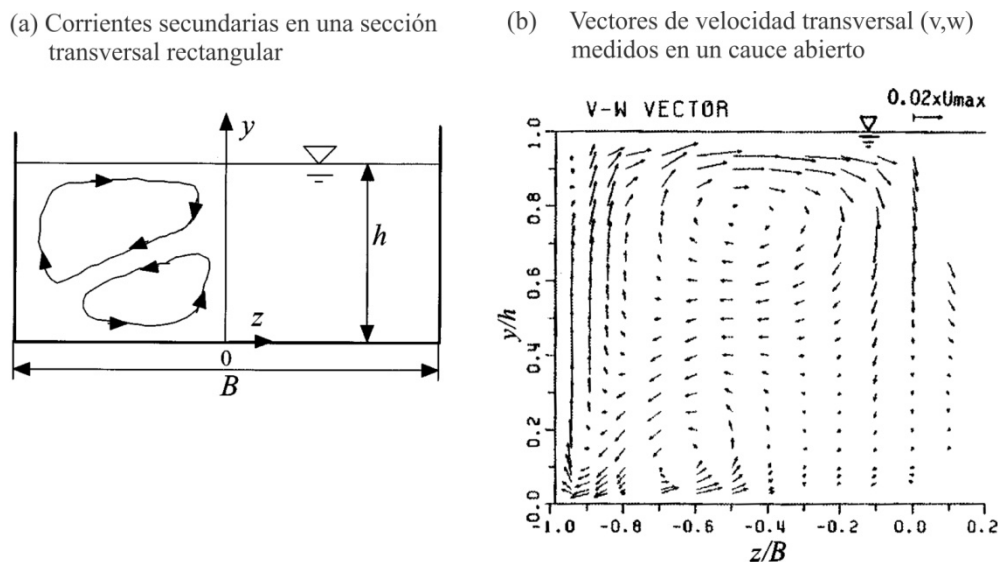 (a) Corrientes secundarias en una sección
transversal rectangular
y
h
z
0
B
(b) Vectores de velocidad transversal (v,w)
medidos en un cauce abierto
V-W VECTOR
0.02xUmax
1.0
0.8
0.6
0.4
0.2
0.0
y/h
-1.0 -0.8 -0.6 -0.4 -0.2 0.0 0.2
z/B